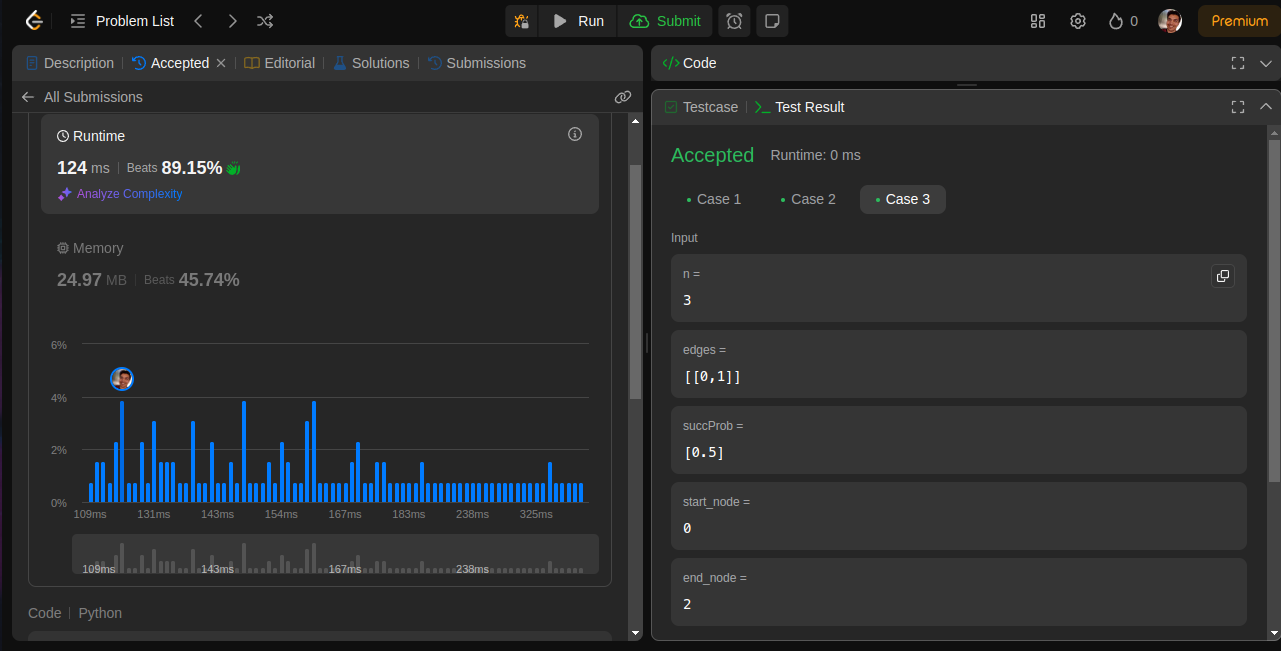 Problem List
Run
Submit
0
Premium
Description
Accepted
Editorial
Solutions
Submissions
All Submissions
Runtime
124 ms
Beats 89.15%
Analyze Complexity
Memory
24.97 MB
Beats 45.74%
6%
4%
2%
0%
109ms 131ms 143ms 154ms 167ms 183ms 238ms 325ms
109ms 143ms 167ms 238ms
Code
Python
</> Code
Testcase
Test Result
Accepted
Runtime: 0 ms
Case 1
Case 2
Case 3
Input
n =
3
edges =
[[0,1]]
succProb =
[0.5]
start_node =
0
end_node =
2